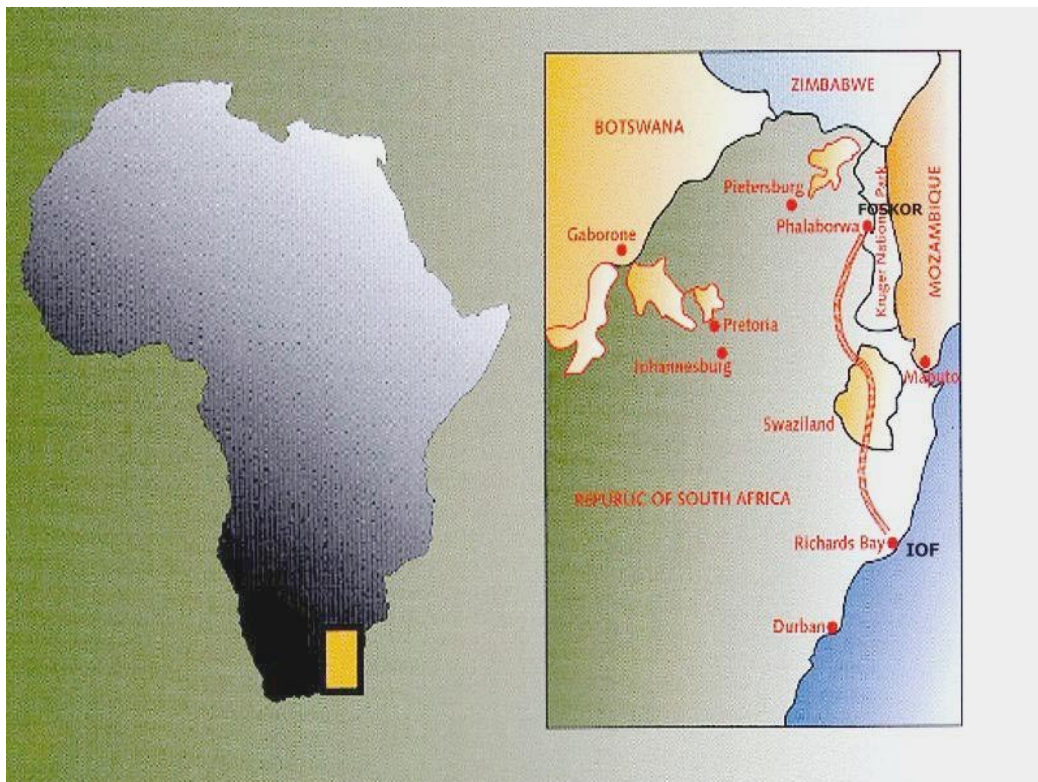 ZIMBABWE
BOTSWANA
MOZAMBIQUE
Pietersburg
FOSKOR
Phalaborwa
Kruger National Park
Gaborone
Pretoria
Johannesburg
Maputo
Swaziland
REPUBLIC OF SOUTH AFRICA
Richards Bay
IOF
Durban